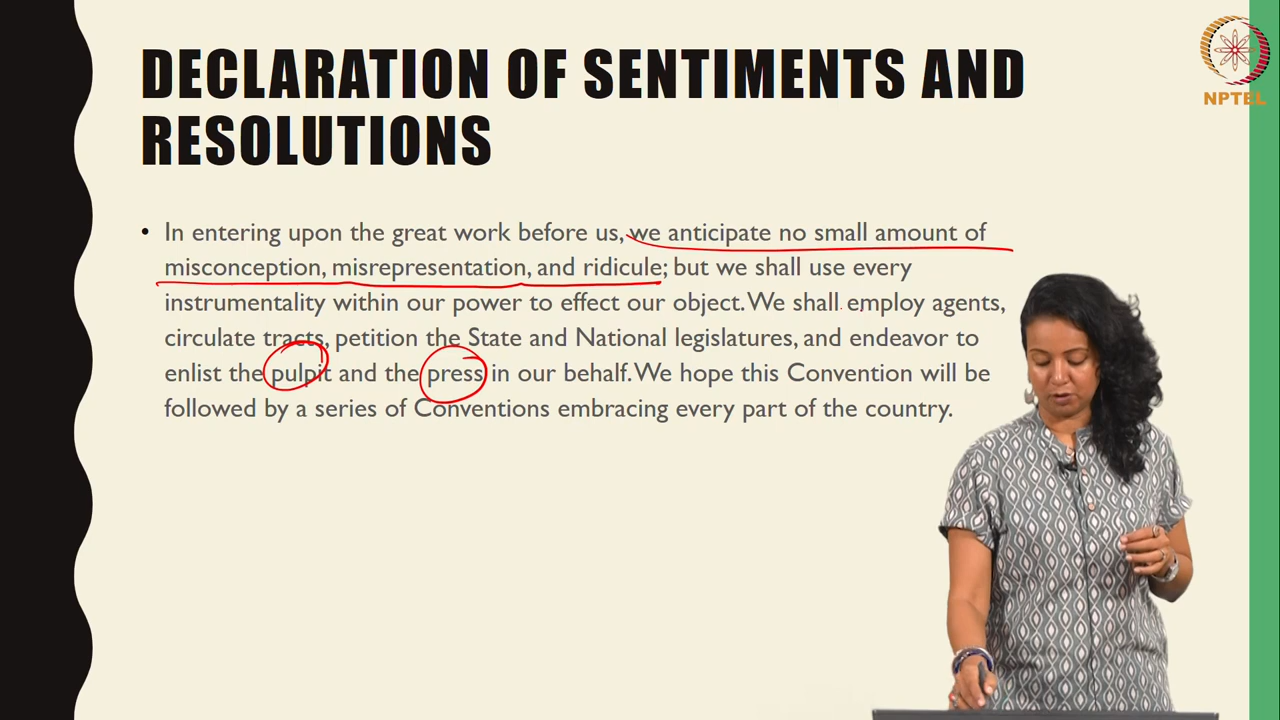 DECLARATION OF SENTIMENTS AND
RESOLUTIONS
NPTEL
• In entering upon the great work before us, we anticipate no small amount of
misconception, misrepresentation, and ridicule; but we shall use every
instrumentality within our power to effect our object. We shall employ agents,
circulate tracts, petition the State and National legislatures, and endeavor to
enlist the pulpit and the press in our behalf. We hope this Convention will be
followed by a series of Conventions embracing every part of the country.